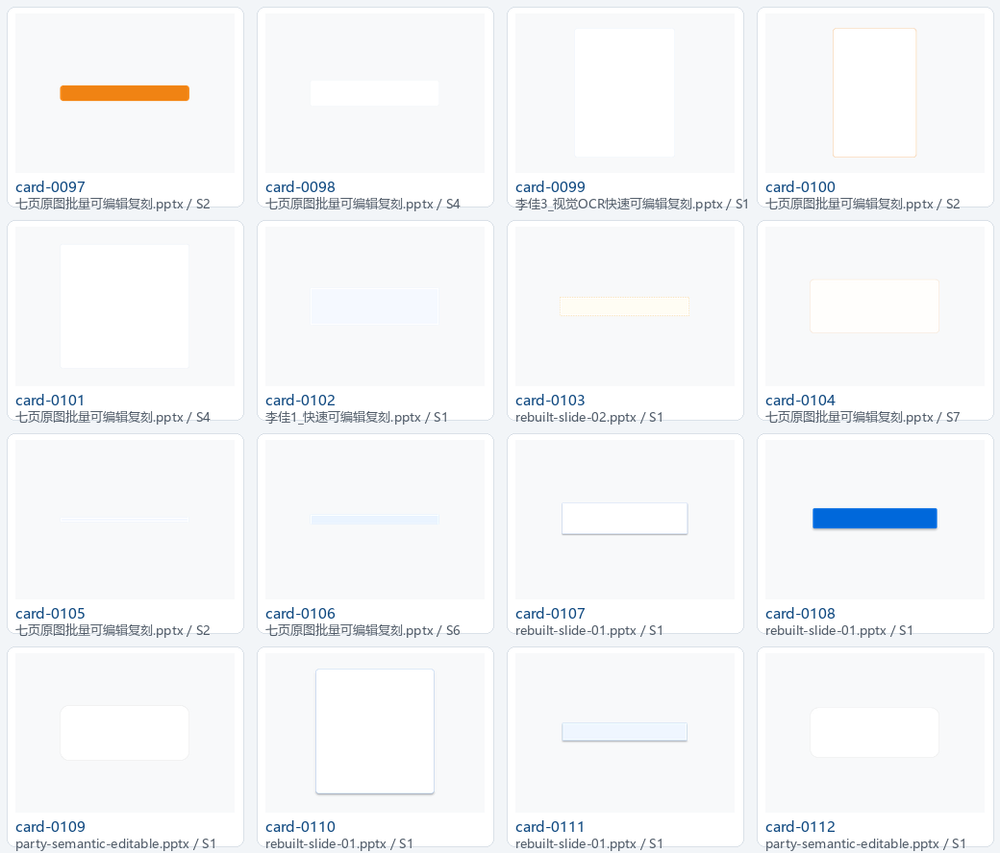 card-0097
七页原图批量可编辑复刻.pptx / S2
card-0098
七页原图批量可编辑复刻.pptx / S4
card-0099
李佳3_视觉OCR快速可编辑复刻.pptx / S1
card-0100
七页原图批量可编辑复刻.pptx / S2
card-0101
七页原图批量可编辑复刻.pptx / S4
card-0102
李佳1_快速可编辑复刻.pptx / S1
card-0103
rebuilt-slide-02.pptx / S1
card-0104
七页原图批量可编辑复刻.pptx / S7
card-0105
七页原图批量可编辑复刻.pptx / S2
card-0106
七页原图批量可编辑复刻.pptx / S6
card-0107
rebuilt-slide-01.pptx / S1
card-0108
rebuilt-slide-01.pptx / S1
card-0109
party-semantic-editable.pptx / S1
card-0110
rebuilt-slide-01.pptx / S1
card-0111
rebuilt-slide-01.pptx / S1
card-0112
party-semantic-editable.pptx / S1